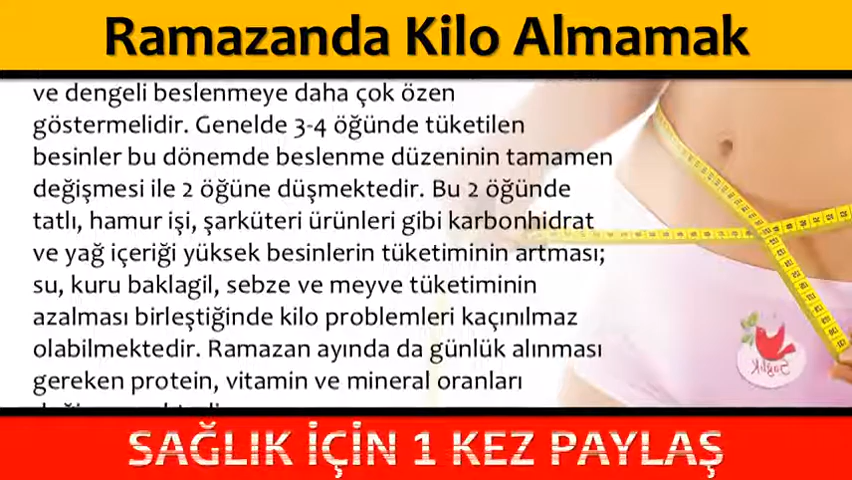 Ramazanda Kilo Almamak
ve dengeli beslenmeye daha çok özen
göstermelidir. Genelde 3-4 öğünde tüketilen
besinler bu dönemde beslenme düzeninin tamamen
değişmesi ile 2 öğüne düşmektedir. Bu 2 öğünde
tatlı, hamur işi, şarküteri ürünleri gibi karbonhidrat
ve yağ içeriği yüksek besinlerin tüketiminin artması;
su, kuru baklagil, sebze ve meyve tüketiminin
azalması birleştiğinde kilo problemleri kaçınılmaz
olabilmektedir. Ramazan ayında da günlük alınması
gereken protein, vitamin ve mineral oranları
Sağlık
SAĞLIK İÇİN 1 KEZ PAYLAŞ